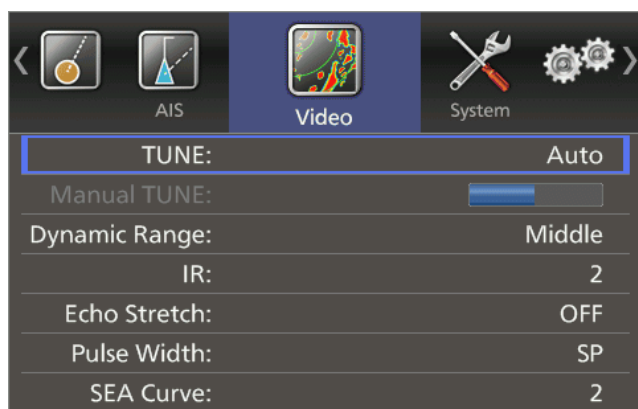 AIS
Video
System
TUNE: Auto
Manual TUNE:
Dynamic Range: Middle
IR: 2
Echo Stretch: OFF
Pulse Width: SP
SEA Curve: 2